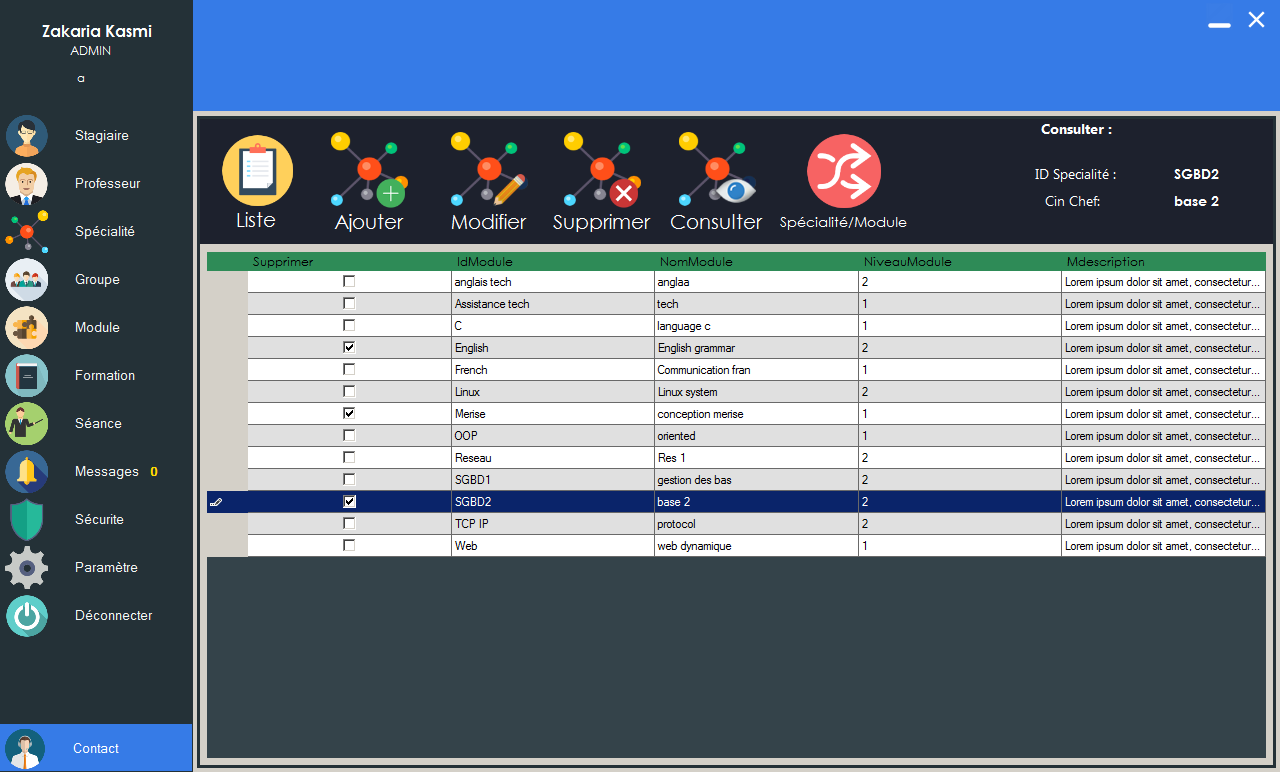 Zakaria Kasmi
ADMIN
a
Stagiaire
Professeur
Spécialité
Groupe
Module
Formation
Séance
Messages 0
Sécurite
Paramètre
Déconnecter
Contact
Liste
Ajouter
Modifier
Supprimer
Consulter
Spécialité/Module
Consulter :
ID Specialité : SGBD2
Cin Chef: base 2
Supprimer IdModule NomModule NiveauModule Mdescription
anglais tech anglaa 2 Lorem ipsum dolor sit amet, consectetur...
Assistance tech tech 1 Lorem ipsum dolor sit amet, consectetur...
C language c 1 Lorem ipsum dolor sit amet, consectetur...
English English grammar 2 Lorem ipsum dolor sit amet, consectetur...
French Communication fran 1 Lorem ipsum dolor sit amet, consectetur...
Linux Linux system 2 Lorem ipsum dolor sit amet, consectetur...
Merise conception merise 1 Lorem ipsum dolor sit amet, consectetur...
OOP oriented 1 Lorem ipsum dolor sit amet, consectetur...
Reseau Res 1 2 Lorem ipsum dolor sit amet, consectetur...
SGBD1 gestion des bas 2 Lorem ipsum dolor sit amet, consectetur...
SGBD2 base 2 2 Lorem ipsum dolor sit amet, consectetur...
TCP IP protocol 2 Lorem ipsum dolor sit amet, consectetur...
Web web dynamique 1 Lorem ipsum dolor sit amet, consectetur...